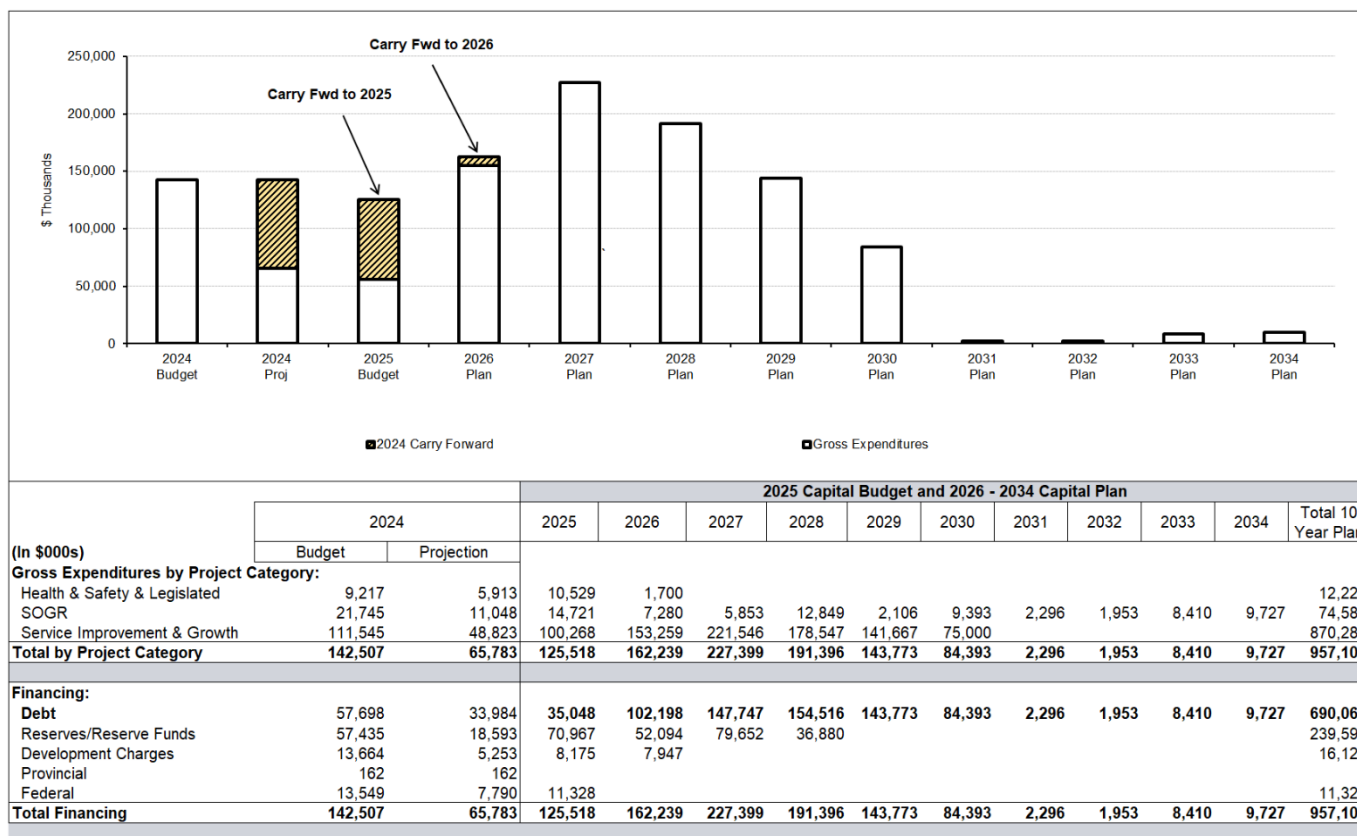 Carry Fwd to 2026
250,000
Carry Fwd to 2025
200,000
150,000
$ Thousands
100,000
50,000
0
2024 2024 2025 2026 2027 2028 2029 2030 2031 2032 2033 2034
Budget Proj Budget Plan Plan Plan Plan Plan Plan Plan Plan Plan
2024 Carry Forward Gross Expenditures
2025 Capital Budget and 2026 - 2034 Capital Plan
2024 2025 2026 2027 2028 2029 2030 2031 2032 2033 2034 Total 10
Year Plan
(In $000s) Budget Projection
Gross Expenditures by Project Category:
Health & Safety & Legislated 9,217 5,913 10,529 1,700 12,22
SOGR 21,745 11,048 14,721 7,280 5,853 12,849 2,106 9,393 2,296 1,953 8,410 9,727 74,58
Service Improvement & Growth 111,545 48,823 100,268 153,259 221,546 178,547 141,667 75,000 870,28
Total by Project Category 142,507 65,783 125,518 162,239 227,399 191,396 143,773 84,393 2,296 1,953 8,410 9,727 957,10
Financing:
Debt 57,698 33,984 35,048 102,198 147,747 154,516 143,773 84,393 2,296 1,953 8,410 9,727 690,06
Reserves/Reserve Funds 57,435 18,593 70,967 52,094 79,652 36,880 239,59
Development Charges 13,664 5,253 8,175 7,947 16,12
Provincial 162 162
Federal 13,549 7,790 11,328 11,32
Total Financing 142,507 65,783 125,518 162,239 227,399 191,396 143,773 84,393 2,296 1,953 8,410 9,727 957,10